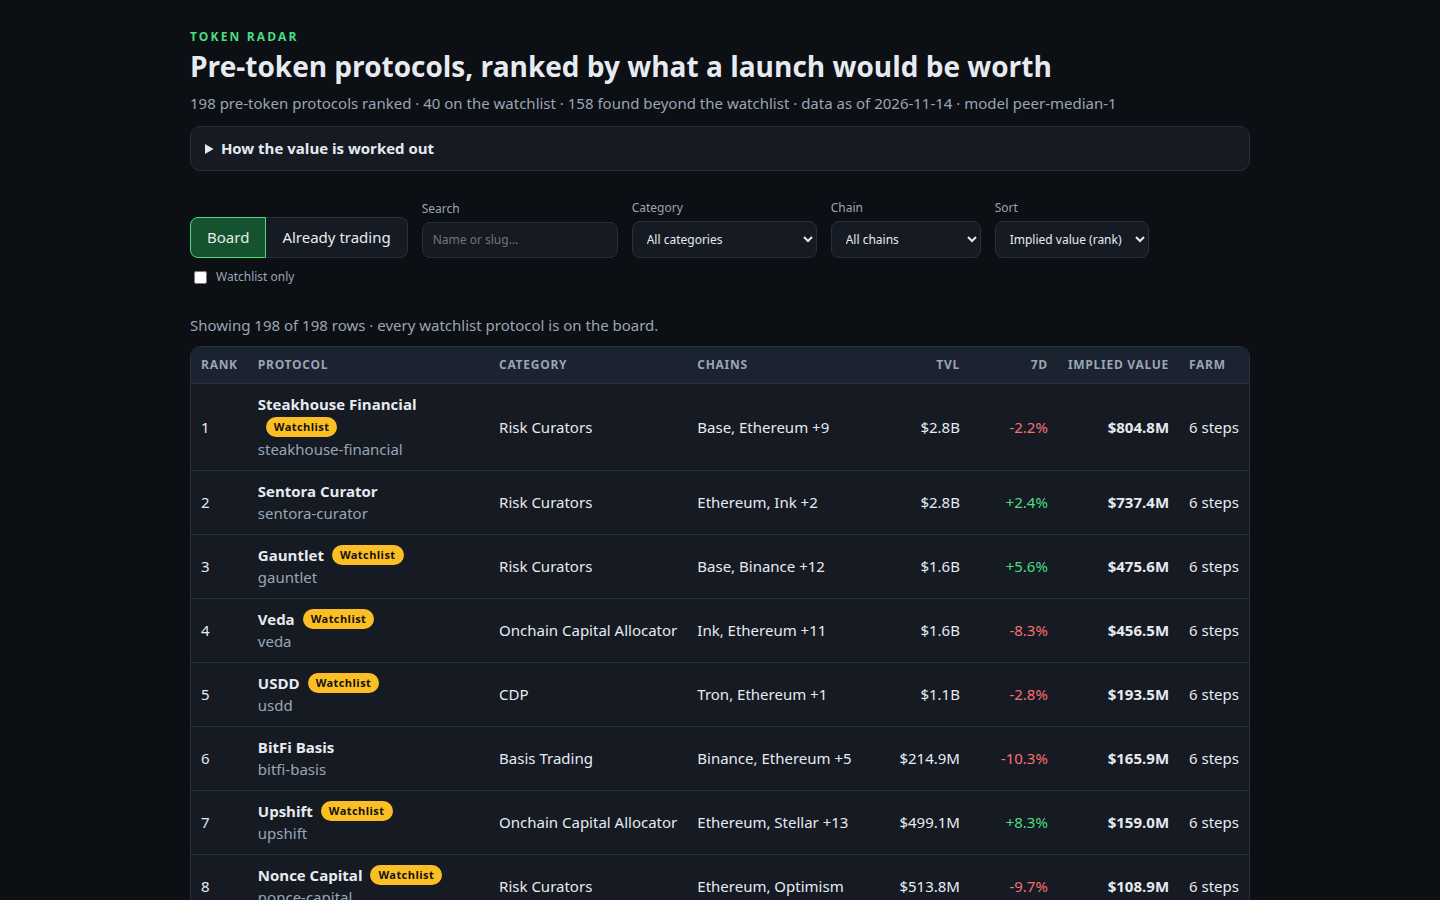 TOKEN RADAR
Pre-token protocols, ranked by what a launch would be worth
198 pre-token protocols ranked · 40 on the watchlist · 158 found beyond the watchlist · data as of 2026-11-14 · model peer-median-1
How the value is worked out
Board Already trading
Search
Name or slug...
Category
All categories
Chain
All chains
Sort
Implied value (rank)
Watchlist only
Showing 198 of 198 rows · every watchlist protocol is on the board.
RANK PROTOCOL CATEGORY CHAINS TVL 7D IMPLIED VALUE FARM
1 Steakhouse Financial Watchlist steakhouse-financial Risk Curators Base, Ethereum +9 $2.8B -2.2% $804.8M 6 steps
2 Sentora Curator sentora-curator Risk Curators Ethereum, Ink +2 $2.8B +2.4% $737.4M 6 steps
3 Gauntlet Watchlist gauntlet Risk Curators Base, Binance +12 $1.6B +5.6% $475.6M 6 steps
4 Veda Watchlist veda Onchain Capital Allocator Ink, Ethereum +11 $1.6B -8.3% $456.5M 6 steps
5 USDD Watchlist usdd CDP Tron, Ethereum +1 $1.1B -2.8% $193.5M 6 steps
6 BitFi Basis bitfi-basis Basis Trading Binance, Ethereum +5 $214.9M -10.3% $165.9M 6 steps
7 Upshift Watchlist upshift Onchain Capital Allocator Ethereum, Stellar +13 $499.1M +8.3% $159.0M 6 steps
8 Nonce Capital Watchlist nonce-capital Risk Curators Ethereum, Optimism $513.8M -9.7% $108.9M 6 steps